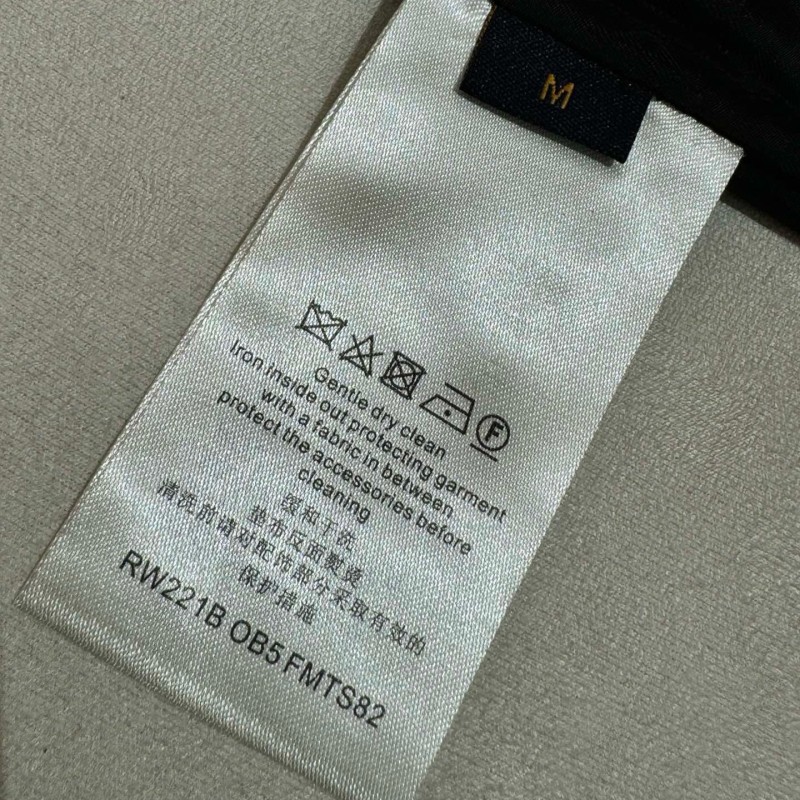 M
F
Gentle dry clean
Iron inside out protecting garment
with a fabric in between
protect the accessories before
cleaning
缓和干洗
垫布反面熨烫
清洗前请对配饰部分采取有效的
保护措施
RW221B OB5 FMTS82